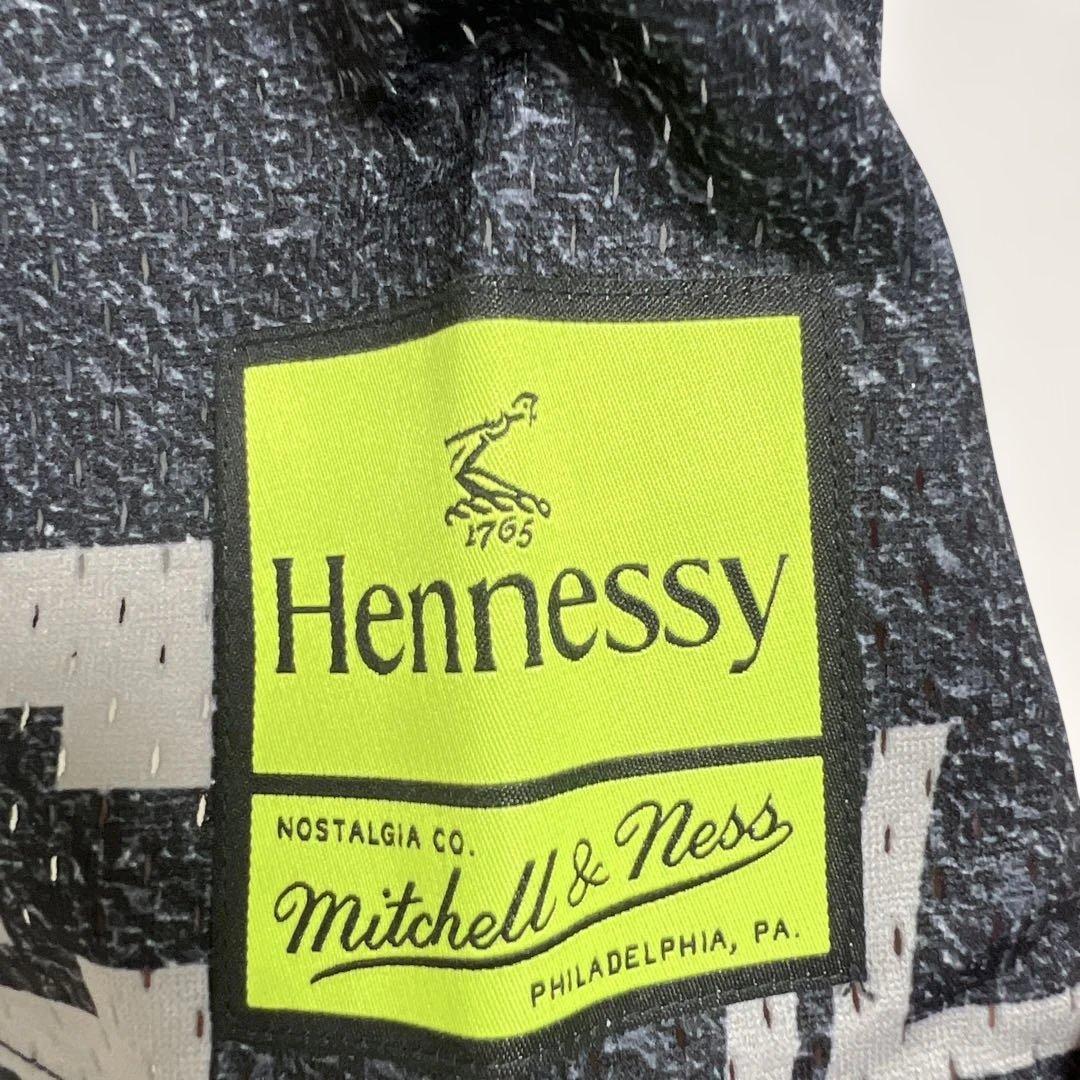 1765
Hennessy
NOSTALGIA CO.
Mitchell & Ness
PHILADELPHIA, PA.